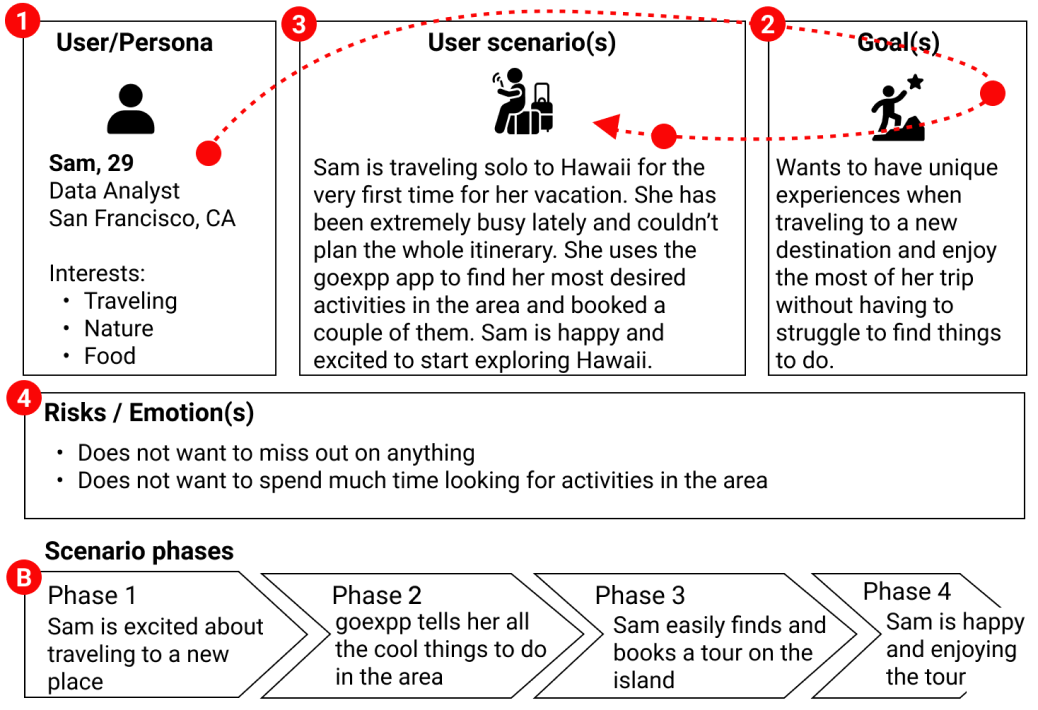 1
User/Persona
Sam, 29
Data Analyst
San Francisco, CA
Interests:
• Traveling
• Nature
• Food
3
User scenario(s)
Sam is traveling solo to Hawaii for the
very first time for her vacation. She has
been extremely busy lately and couldn’t
plan the whole itinerary. She uses the
goexpp app to find her most desired
activities in the area and booked a
couple of them. Sam is happy and
excited to start exploring Hawaii.
2
Goal(s)
Wants to have unique
experiences when
traveling to a new
destination and enjoy
the most of her trip
without having to
struggle to find things
to do.
4
Risks / Emotion(s)
• Does not want to miss out on anything
• Does not want to spend much time looking for activities in the area
Scenario phases
B
Phase 1
Sam is excited about
traveling to a new
place
Phase 2
goexpp tells her all
the cool things to do
in the area
Phase 3
Sam easily finds and
books a tour on the
island
Phase 4
Sam is happy
and enjoying
the tour